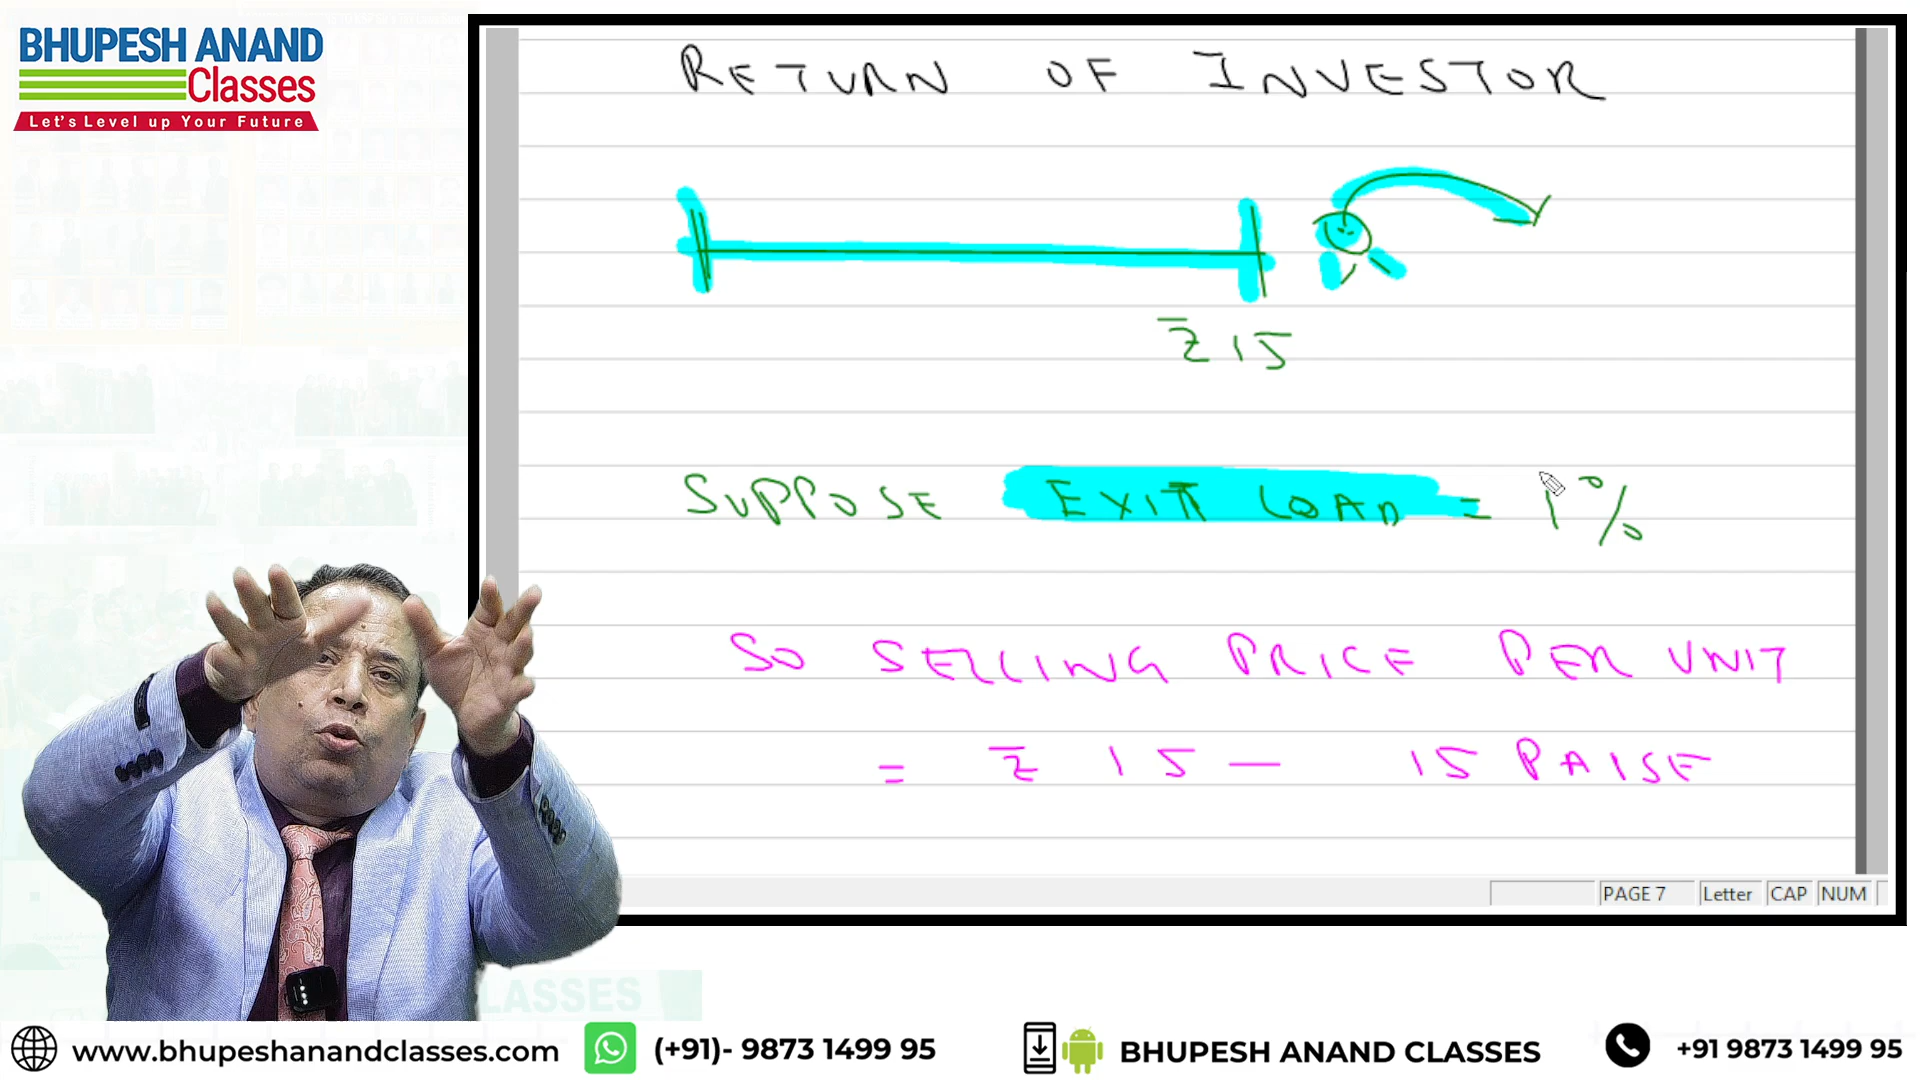 BHUPESH ANAND
Classes
Let's Level up Your Future
RETURN OF INVESTOR
₹ 15
SUPPOSE EXIT LOAD = 1%
SO SELLING PRICE PER UNIT
= ₹ 15 — 15 PAISE
PAGE 7 Letter CAP NUM
LASSES
www.bhupeshanandclasses.com (+91)- 9873 1499 95 BHUPESH ANAND CLASSES +91 9873 1499 95